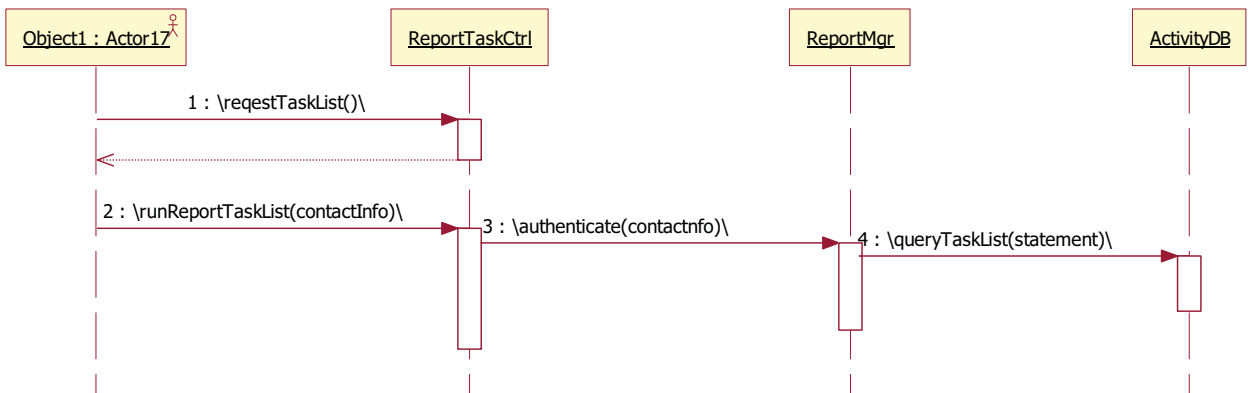 Object1 : Actor17
ReportTaskCtrl
ReportMgr
ActivityDB
1 : \reqestTaskList()\
2 : \runReportTaskList(contactInfo)\
3 : \authenticate(contactnfo)\
4 : \queryTaskList(statement)\